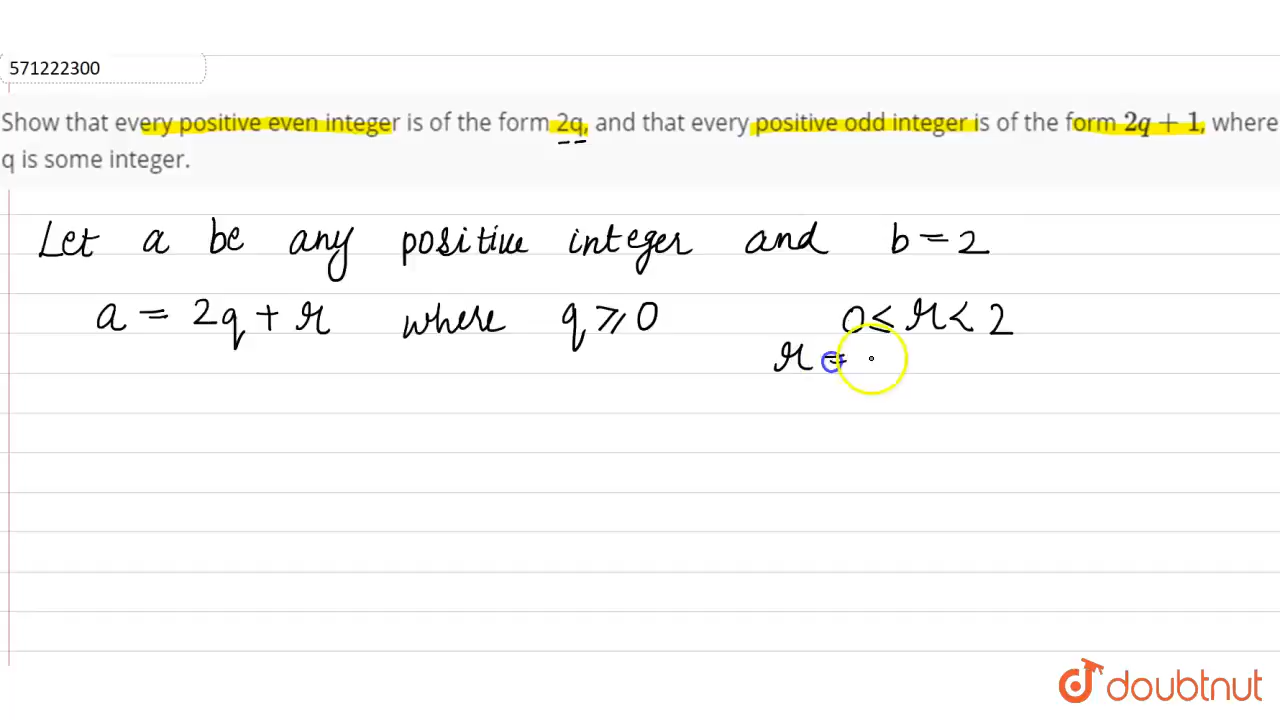 571222300
Show that every positive even integer is of the form 2q, and that every positive odd integer is of the form 2q + 1, where
q is some integer.
Let a be any positive integer and b = 2
a = 2q + r where q ⩾ 0 0 ≤ r < 2
r =
doubtnut